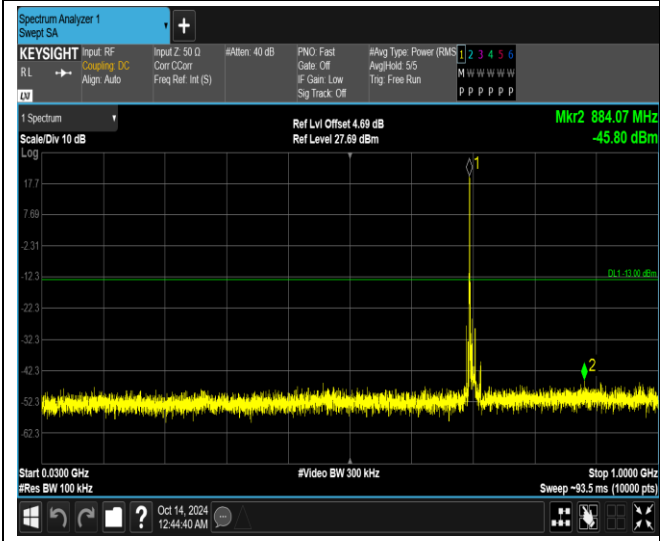 Spectrum Analyzer 1
Swept SA
+
KEYSIGHT
RL
LXI
Input: RF
Coupling: DC
Align: Auto
Input Z: 50 Ω
Corr CCorr
Freq Ref: Int (S)
#Atten: 40 dB
PNO: Fast
Gate: Off
IF Gain: Low
Sig Track: Off
#Avg Type: Power (RMS
Avg|Hold: 5/5
Trig: Free Run
1 2 3 4 5 6
M W W W W W
P P P P P P
1 Spectrum
Scale/Div 10 dB
Log
Ref Lvl Offset 4.69 dB
Ref Level 27.69 dBm
Mkr2 884.07 MHz
-45.80 dBm
17.7
7.69
-2.31
-12.3
-22.3
-32.3
-42.3
-52.3
-62.3
1
DL1 -13.00 dBm
2
Start 0.0300 GHz
#Res BW 100 kHz
#Video BW 300 kHz
Stop 1.0000 GHz
Sweep ~93.5 ms (10000 pts)
?
Oct 14, 2024
12:44:40 AM